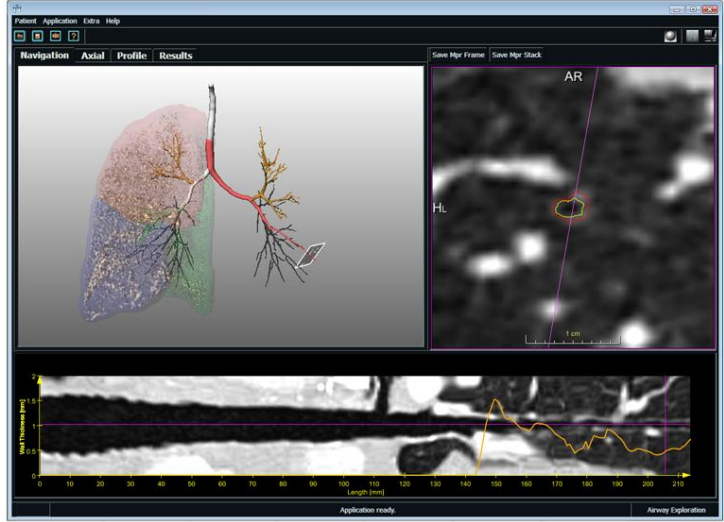 Patient Application Extra Help
Navigation Axial Profile Results
Save Mpr Frame Save Mpr Stack
AR
HL
1 cm
2
1.5
1
0.5
0
Wall Thickness [mm]
0 10 20 30 40 50 60 70 80 90 100 110 120 130 140 150 160 170 180 190 200 210
Length [mm]
Application ready.
Airway Exploration